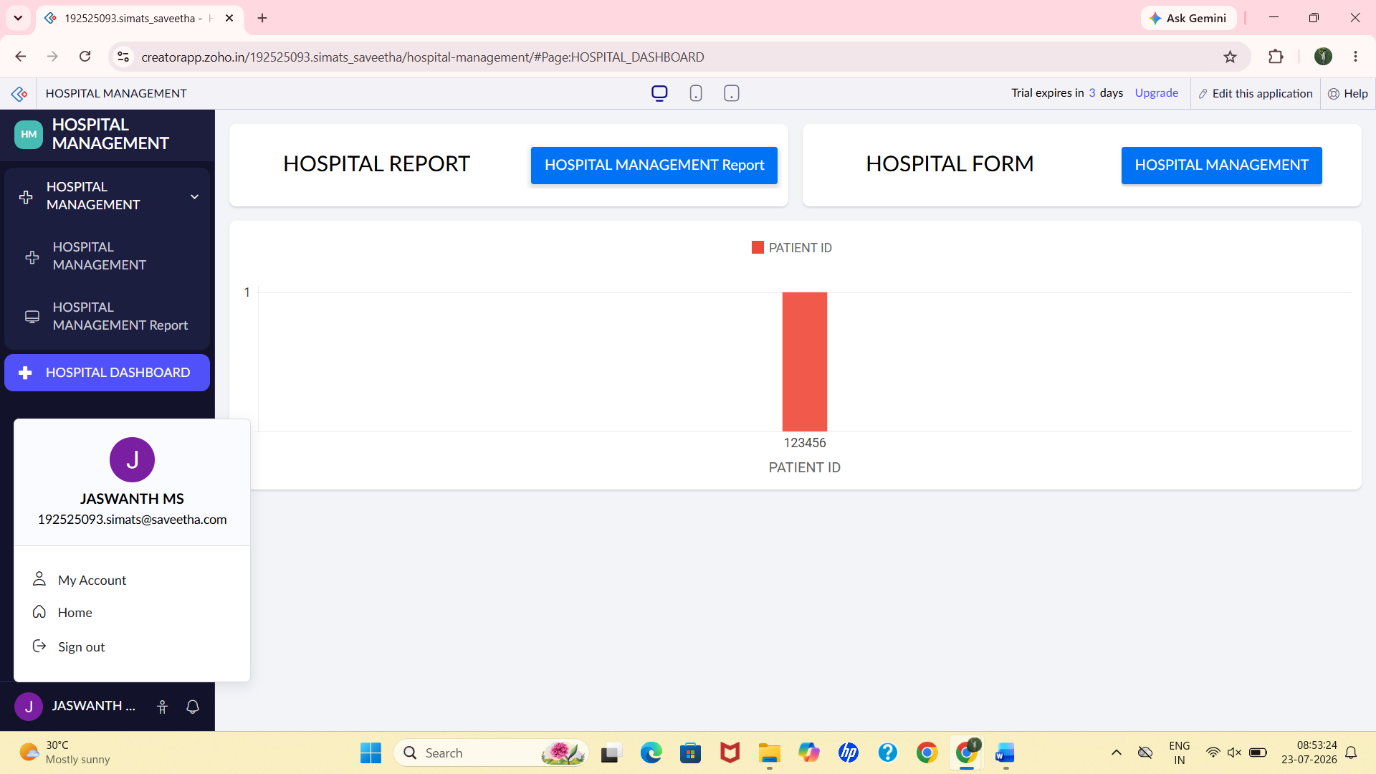 192525093.simats_saveetha - H
Ask Gemini
creatorapp.zoho.in/192525093.simats_saveetha/hospital-management/#Page:HOSPITAL_DASHBOARD
HOSPITAL MANAGEMENT
Trial expires in 3 days
Upgrade
Edit this application
Help
HM
HOSPITAL
MANAGEMENT
HOSPITAL
MANAGEMENT
HOSPITAL
MANAGEMENT
HOSPITAL
MANAGEMENT Report
HOSPITAL DASHBOARD
HOSPITAL REPORT
HOSPITAL MANAGEMENT Report
HOSPITAL FORM
HOSPITAL MANAGEMENT
PATIENT ID
1
123456
PATIENT ID
J
JASWANTH MS
192525093.simats@saveetha.com
My Account
Home
Sign out
J
JASWANTH ...
30°C
Mostly sunny
Search
hp
W
ENG
IN
08:53:24
23-07-2026